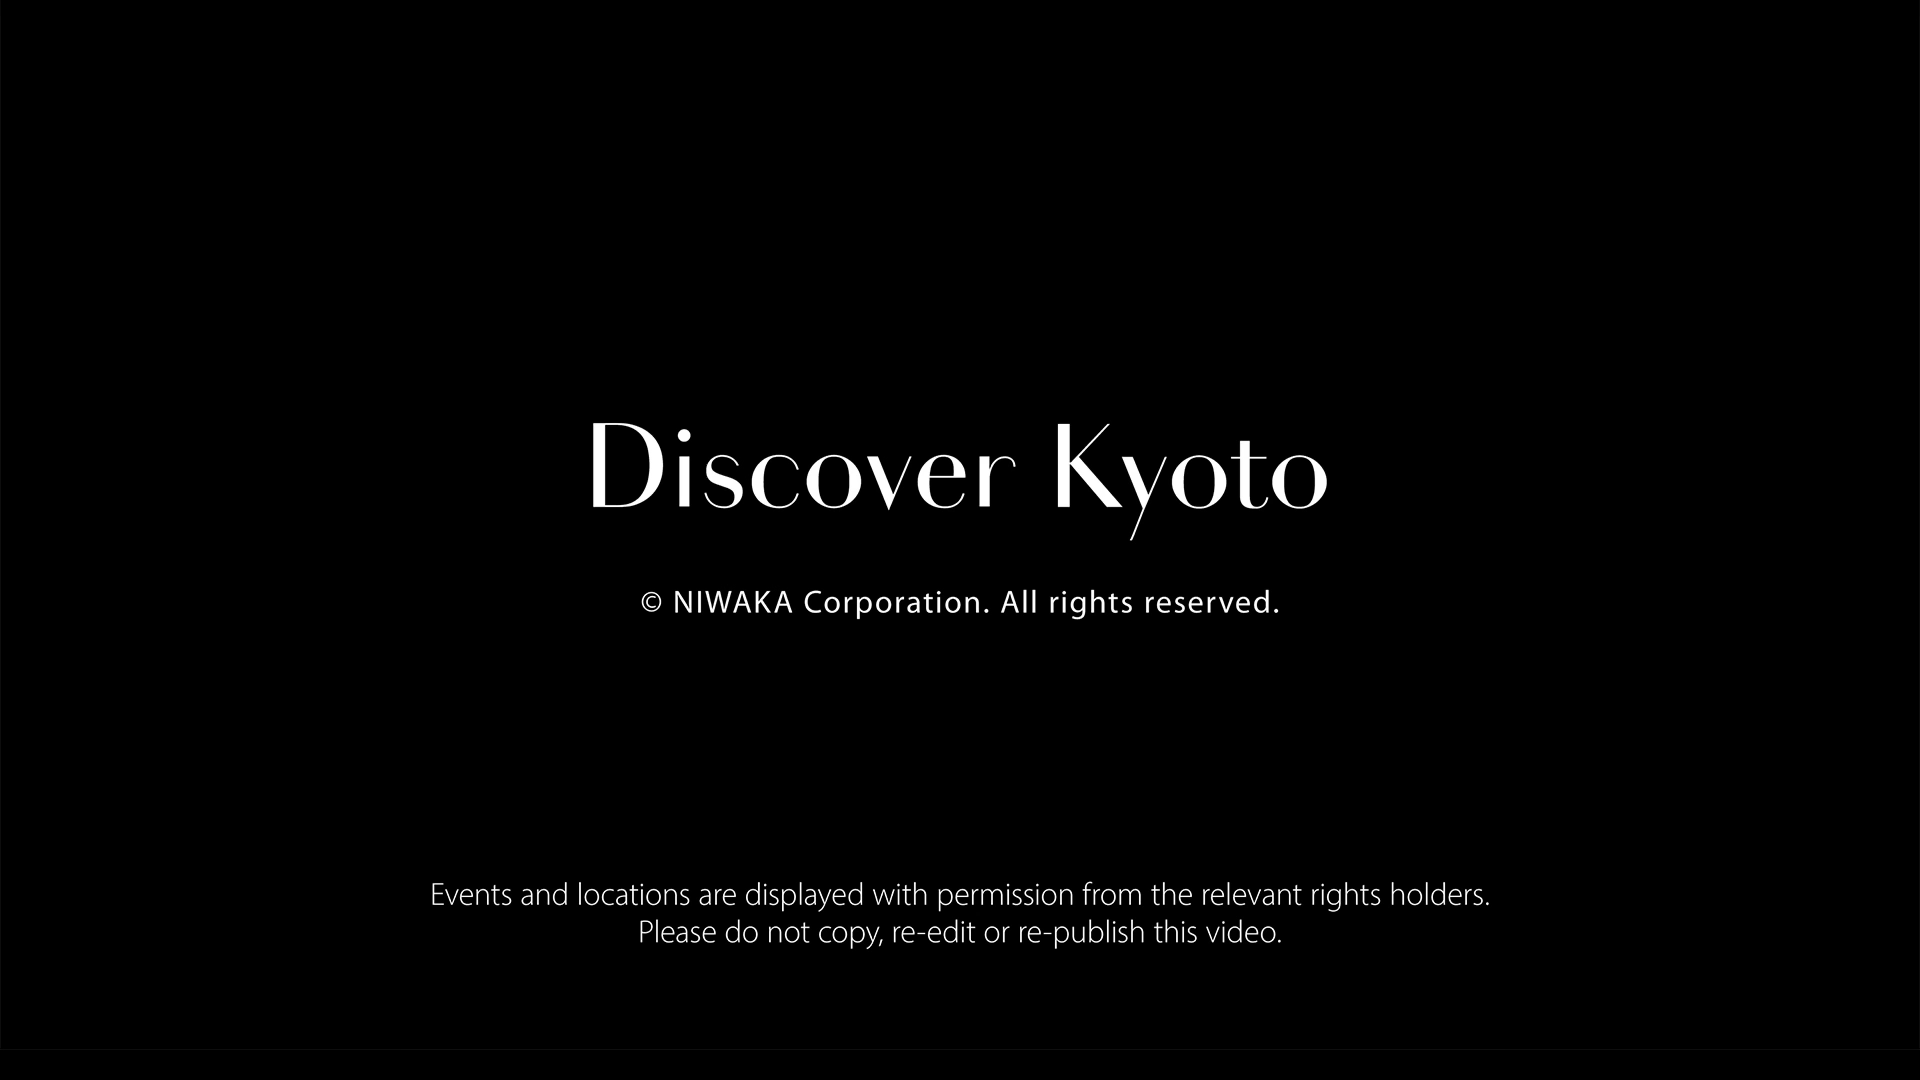 Discover Kyoto
© NIWAKA Corporation. All rights reserved.
Events and locations are displayed with permission from the relevant rights holders.
Please do not copy, re-edit or re-publish this video.